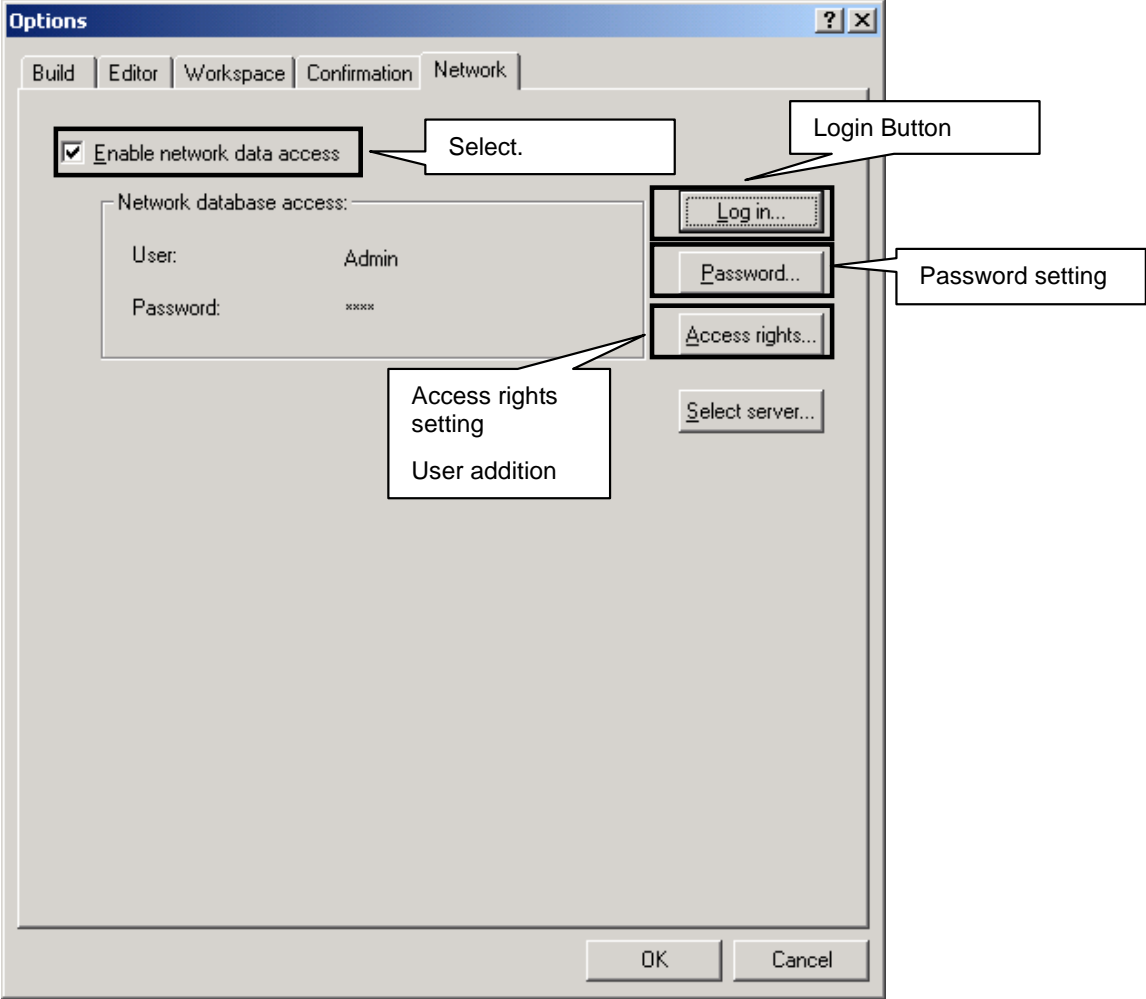 Options
Build Editor Workspace Confirmation Network
Login Button
Enable network data access
Select.
Network database access:
Log in...
User: Admin
Password...
Password setting
Password: ××××
Access rights...
Access rights
setting
User addition
Select server...
OK Cancel